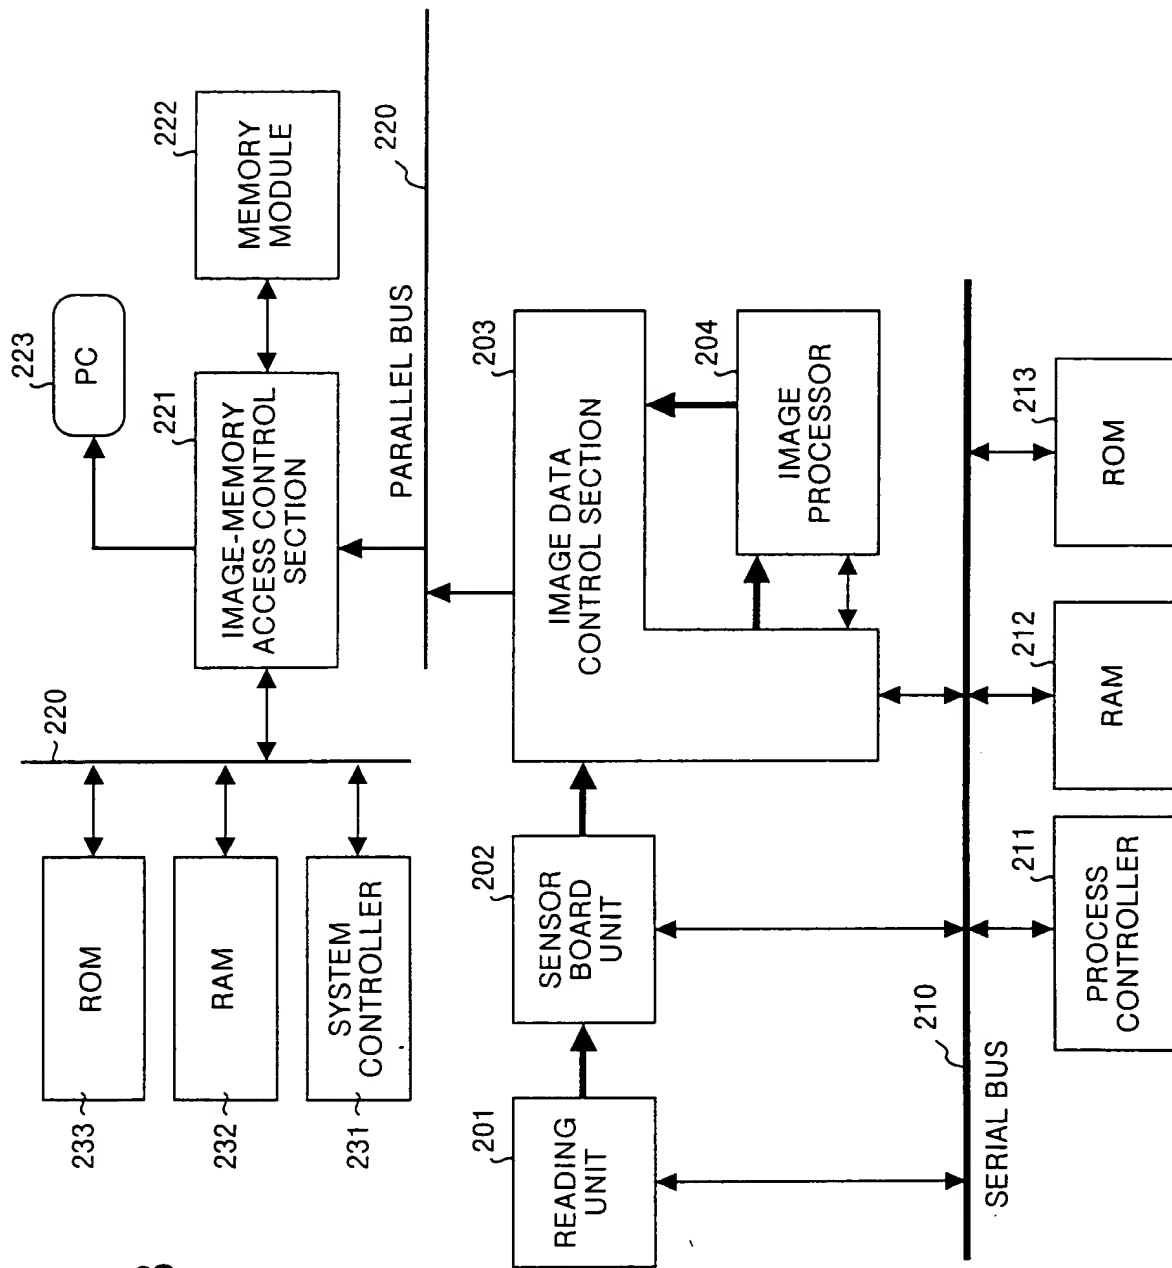 233
ROM
223
PC
232
RAM
231
SYSTEM
CONTROLLER
220
221
IMAGE-MEMORY
ACCESS CONTROL
SECTION
222
MEMORY
MODULE
PARALLEL BUS
220
201
READING
UNIT
202
SENSOR
BOARD
UNIT
203
IMAGE DATA
CONTROL SECTION
204
IMAGE
PROCESSOR
210
SERIAL BUS
211
PROCESS
CONTROLLER
212
RAM
213
ROM